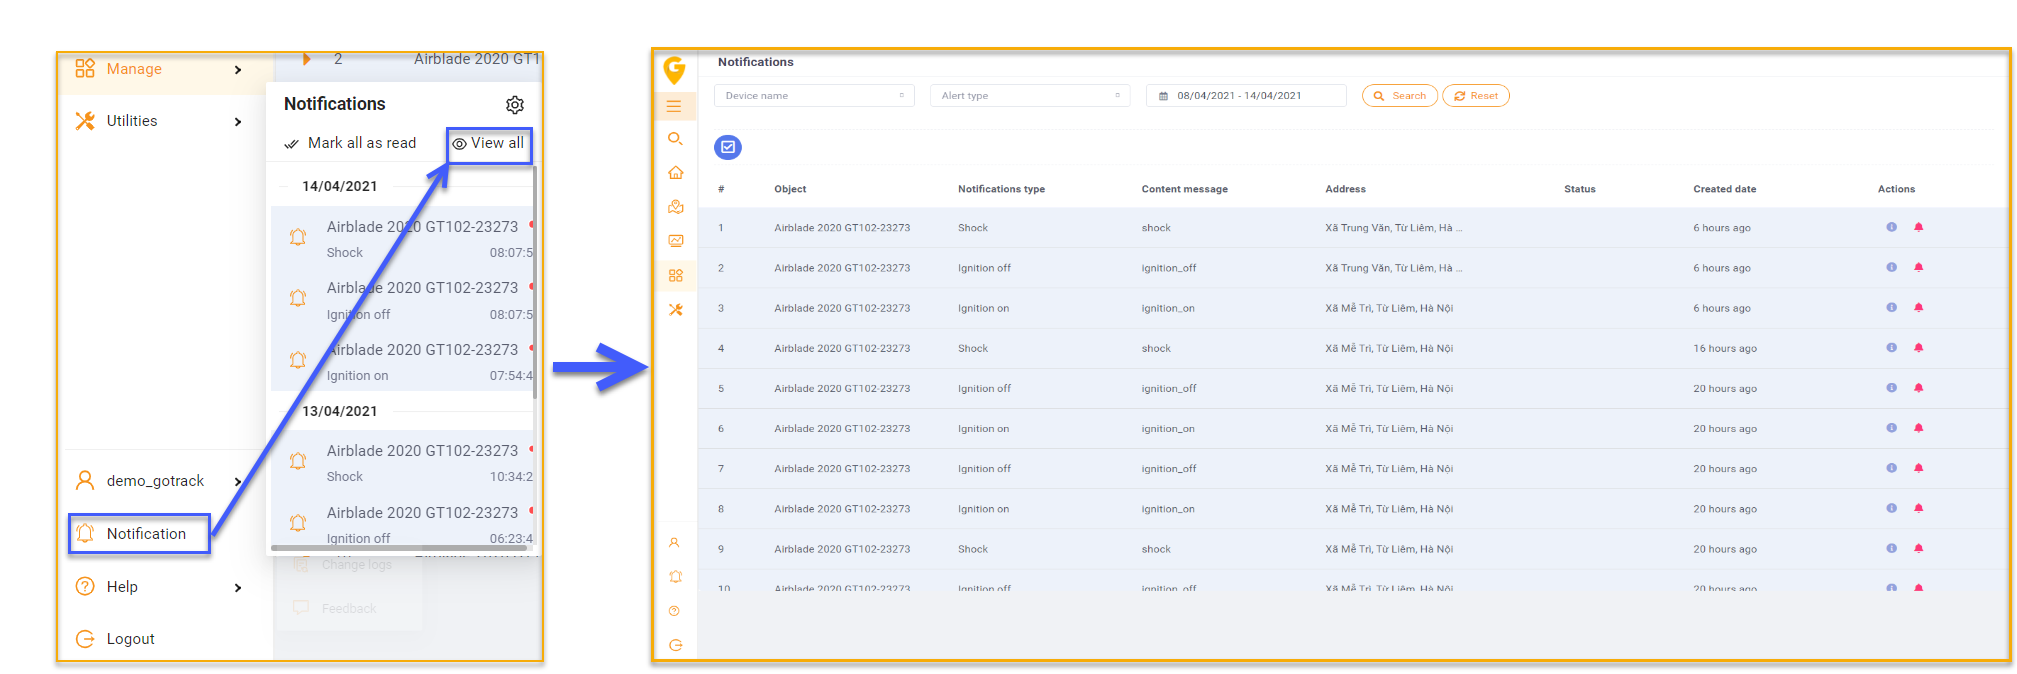 Manage
Utilities
demo_gotrack
Notification
Help
Logout
2 Airblade 2020 GT1
Notifications
Mark all as read View all
14/04/2021
Airblade 2020 GT102-23273
Shock 08:07:5
Airblade 2020 GT102-23273
Ignition off 08:07:5
Airblade 2020 GT102-23273
Ignition on 07:54:4
13/04/2021
Airblade 2020 GT102-23273
Shock 10:34:2
Airblade 2020 GT102-23273
Ignition off 06:23:4
Change logs
Feedback
Notifications
Device name Alert type 08/04/2021 - 14/04/2021 Search Reset
# Object Notifications type Content message Address Status Created date Actions
1 Airblade 2020 GT102-23273 Shock shock Xã Trung Văn, Từ Liêm, Hà ... 6 hours ago
2 Airblade 2020 GT102-23273 Ignition off ignition_off Xã Trung Văn, Từ Liêm, Hà ... 6 hours ago
3 Airblade 2020 GT102-23273 Ignition on ignition_on Xã Mễ Trì, Từ Liêm, Hà Nội 6 hours ago
4 Airblade 2020 GT102-23273 Shock shock Xã Mễ Trì, Từ Liêm, Hà Nội 16 hours ago
5 Airblade 2020 GT102-23273 Ignition off ignition_off Xã Mễ Trì, Từ Liêm, Hà Nội 20 hours ago
6 Airblade 2020 GT102-23273 Ignition on ignition_on Xã Mễ Trì, Từ Liêm, Hà Nội 20 hours ago
7 Airblade 2020 GT102-23273 Ignition off ignition_off Xã Mễ Trì, Từ Liêm, Hà Nội 20 hours ago
8 Airblade 2020 GT102-23273 Ignition on ignition_on Xã Mễ Trì, Từ Liêm, Hà Nội 20 hours ago
9 Airblade 2020 GT102-23273 Shock shock Xã Mễ Trì, Từ Liêm, Hà Nội 20 hours ago
10 Airblade 2020 GT102-23273 Ignition off ignition_off Xã Mễ Trì, Từ Liêm, Hà Nội 20 hours ago